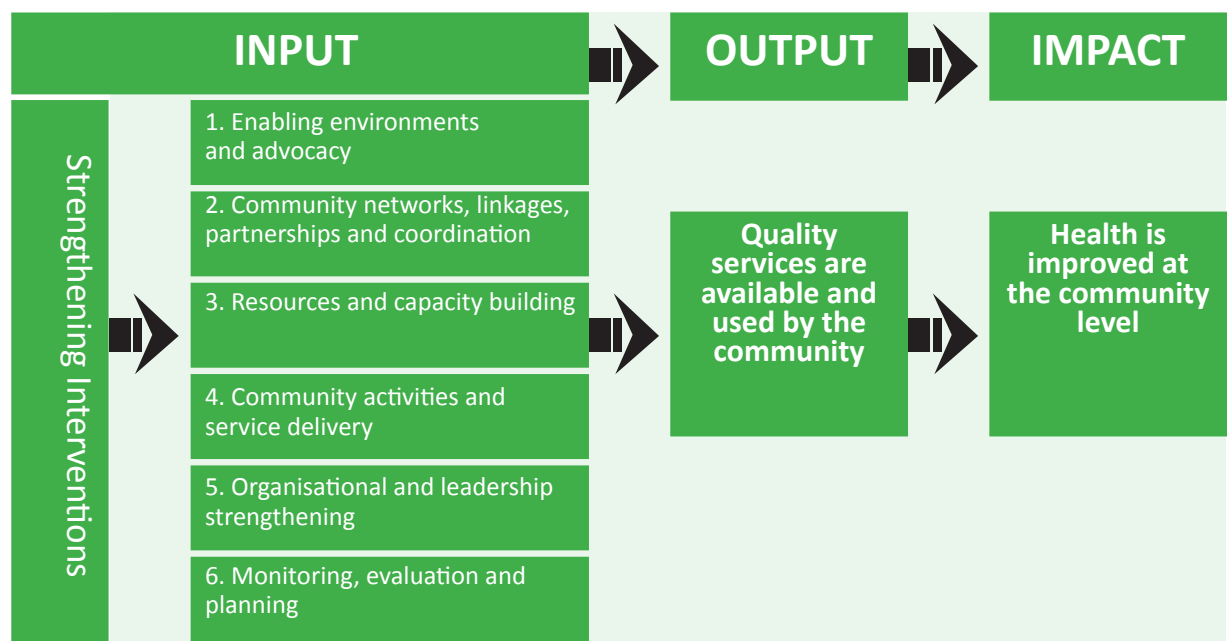 INPUT
OUTPUT
IMPACT
Strengthening Interventions
1. Enabling environments
and advocacy
2. Community networks, linkages,
partnerships and coordination
3. Resources and capacity building
4. Community activities and
service delivery
5. Organisational and leadership
strengthening
6. Monitoring, evaluation and
planning
Quality
services are
available and
used by the
community
Health is
improved at
the community
level